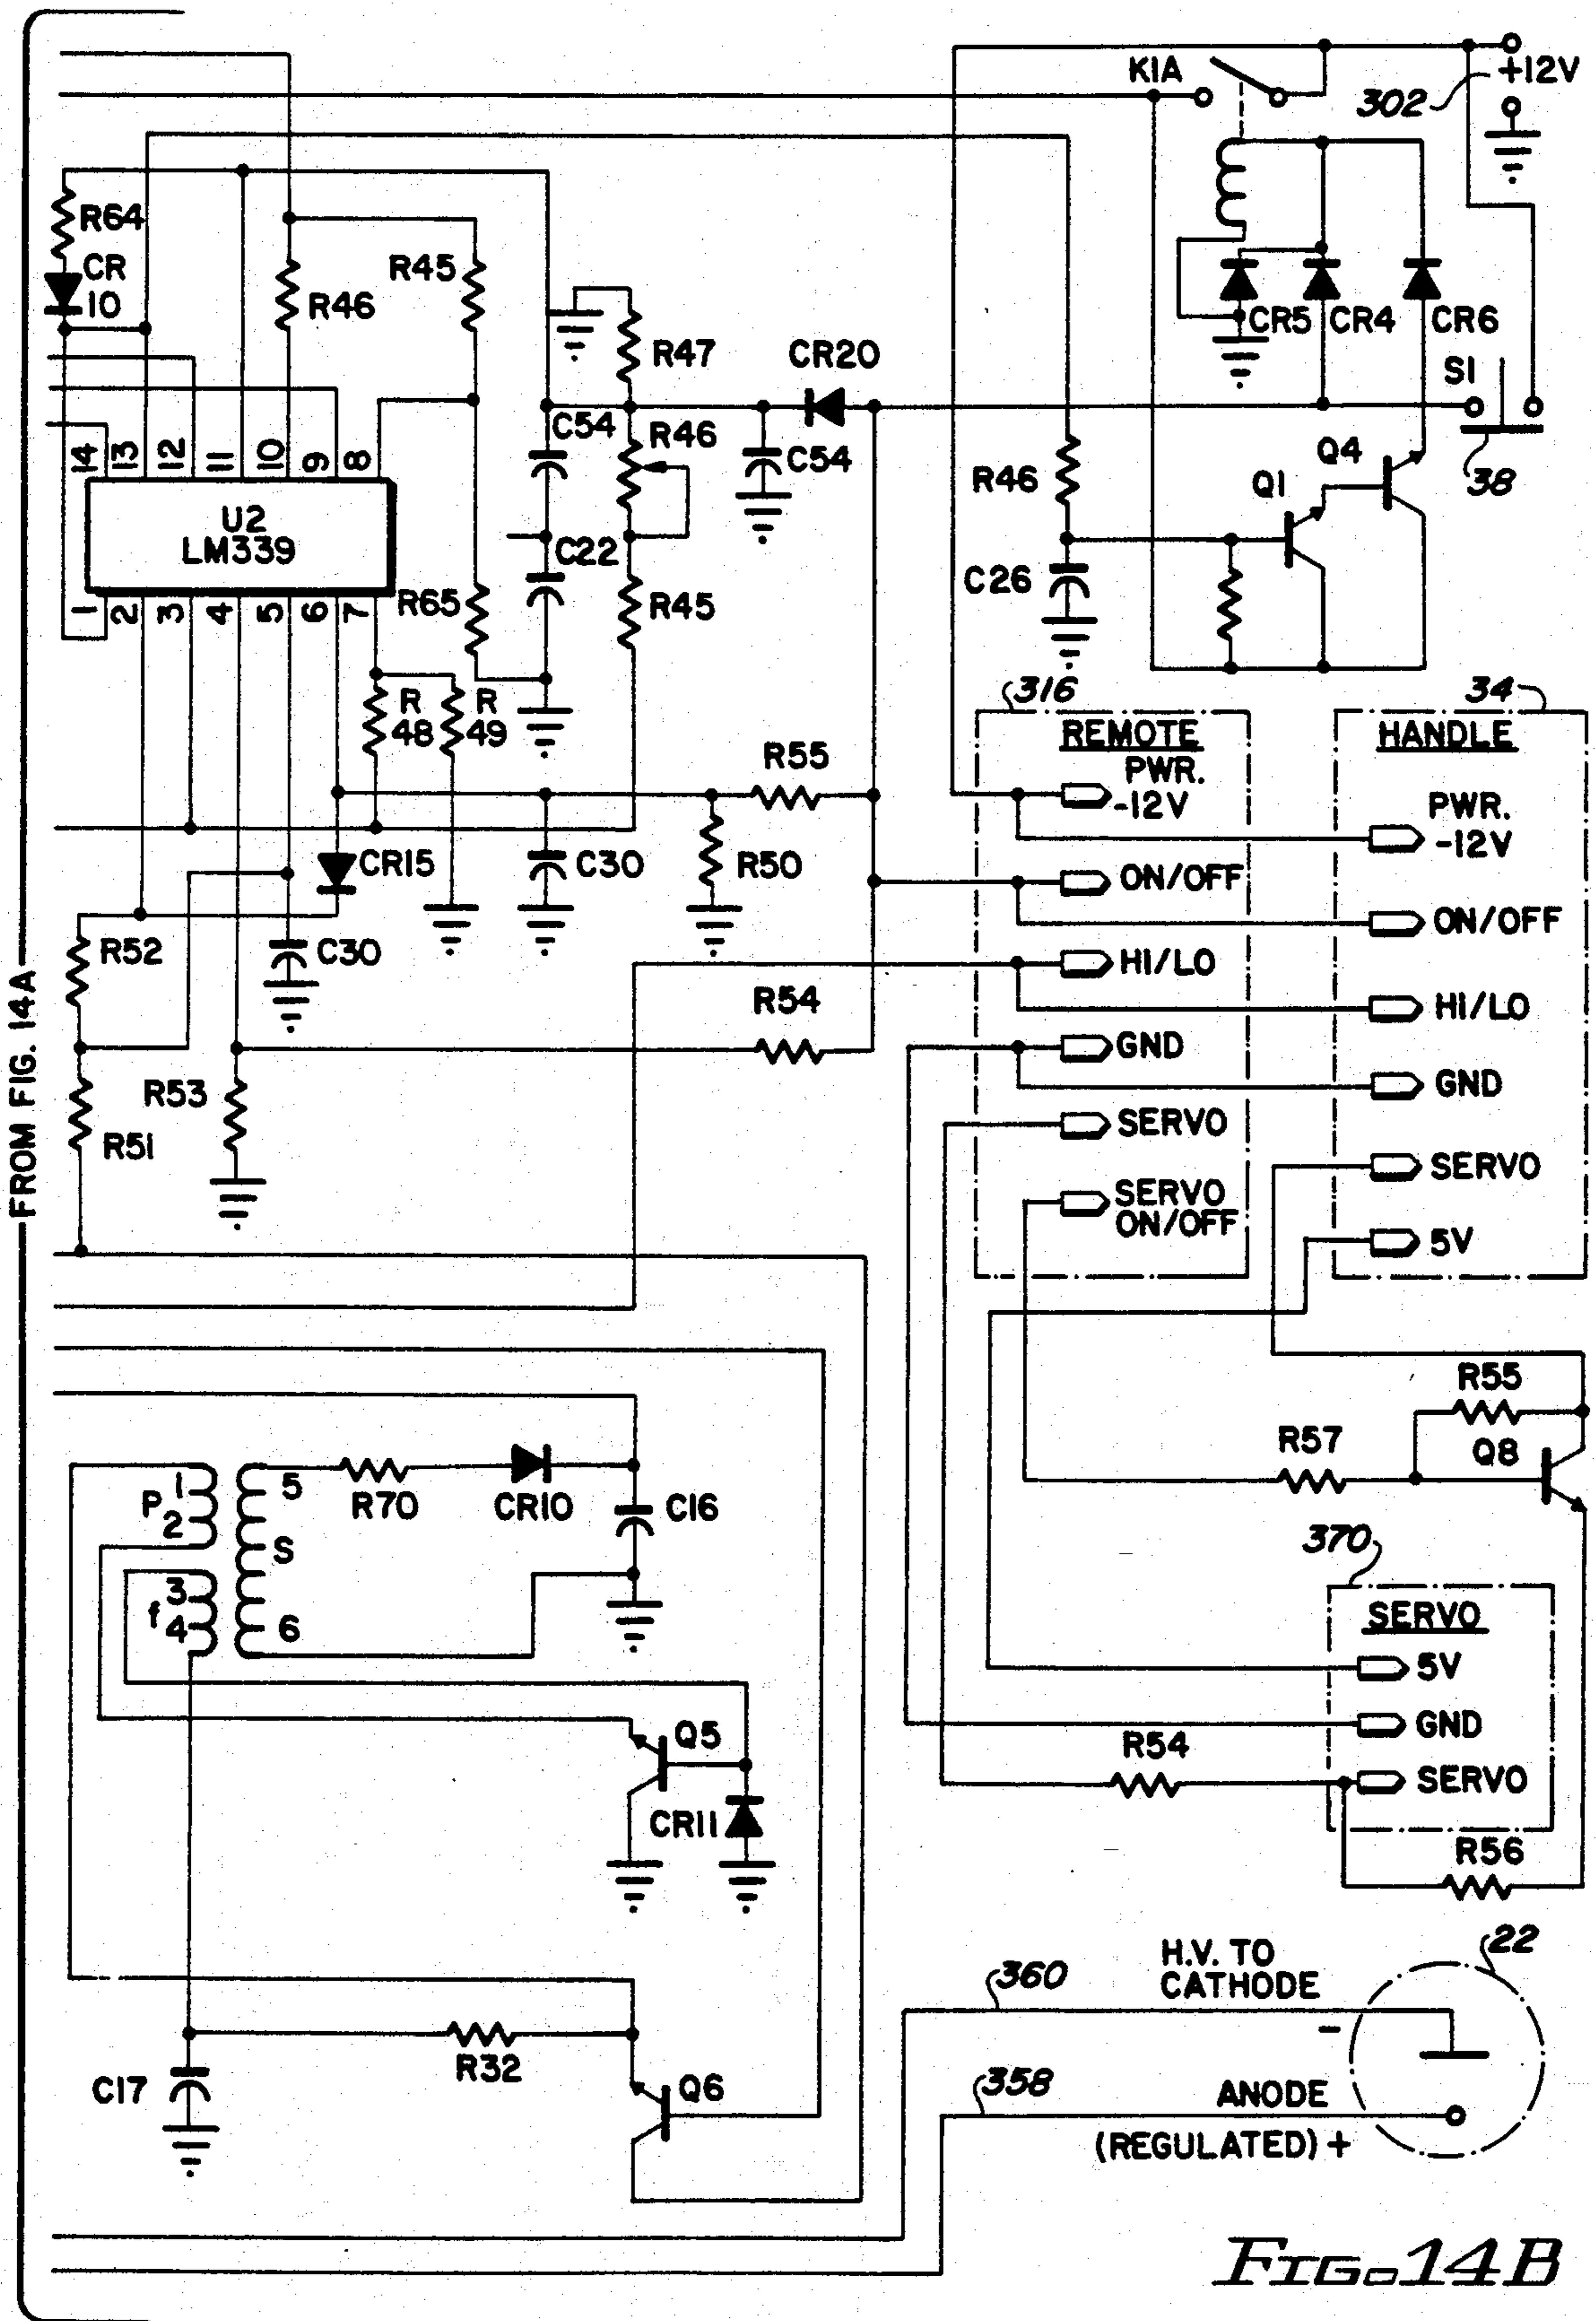 K1A
+12V
302
R64
CR
10
R46
R45
R47
CR20
CR5
CR4
CR6
S1
C54
R46
C54
R46
Q1
Q4
38
14
13
12
11
10
9
8
U2
LM339
1
2
3
4
5
6
7
R65
C22
R45
C26
R
48
R
49
R55
316
34
REMOTE
PWR.
-12V
ON/OFF
HI/LO
GND
SERVO
SERVO
ON/OFF
HANDLE
PWR.
-12V
ON/OFF
HI/LO
GND
SERVO
5V
CR15
C30
R50
R52
C30
R54
R53
R51
FROM FIG. 14A
R55
R57
Q8
P
1
2
f
3
4
5
S
6
R70
CR10
C16
370
SERVO
5V
GND
SERVO
R54
R56
Q5
CR11
360
H.V. TO
CATHODE
-
22
C17
R32
Q6
358
ANODE
(REGULATED) +
FIG. 14B